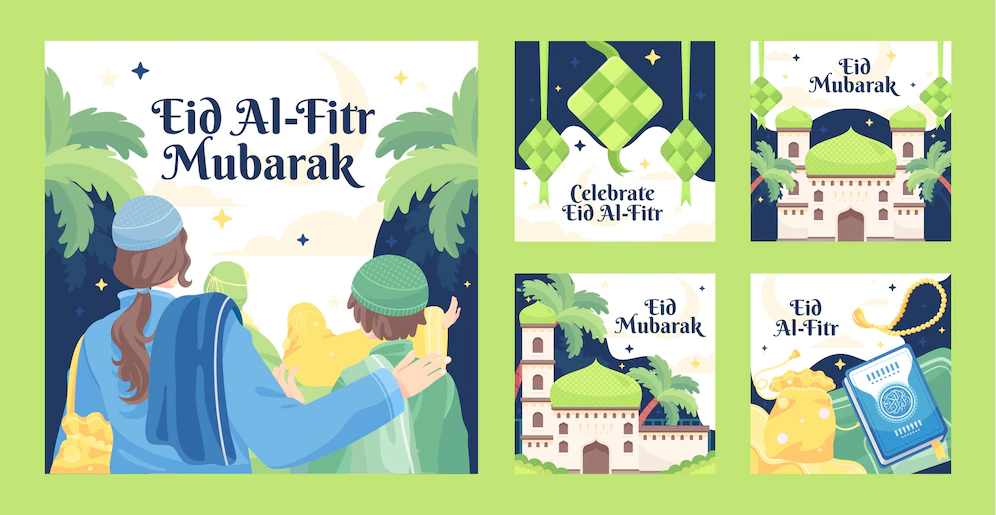 Eid Al-Fitr
Mubarak
Celebrate
Eid Al-Fitr
Eid
Mubarak
Eid
Mubarak
Eid
Al-Fitr